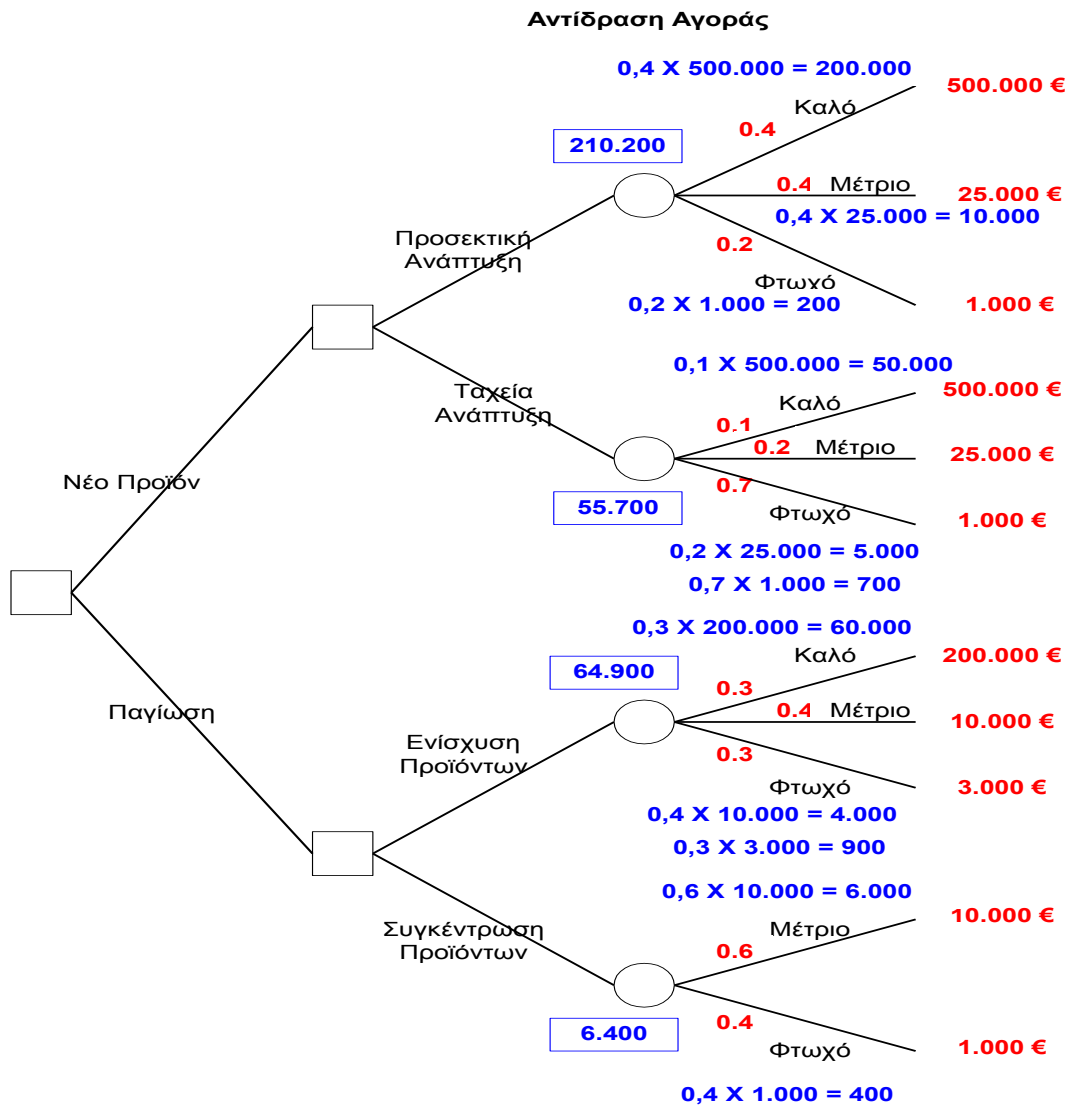 Αντίδραση Αγοράς
0,4 X 500.000 = 200.000
500.000 €
Καλό
0.4
210.200
0.4 Μέτριο
25.000 €
0,4 X 25.000 = 10.000
Προσεκτική
Ανάπτυξη
0.2
Φτωχό
0,2 X 1.000 = 200
1.000 €
0,1 X 500.000 = 50.000
500.000 €
Ταχεία
Ανάπτυξη
Καλό
0.1
0.2 Μέτριο
25.000 €
0.7
Νέο Προϊόν
55.700
Φτωχό
1.000 €
0,2 X 25.000 = 5.000
0,7 X 1.000 = 700
0,3 X 200.000 = 60.000
Καλό
200.000 €
64.900
0.3
0.4 Μέτριο
10.000 €
Παγίωση
Ενίσχυση
Προϊόντων
0.3
Φτωχό
3.000 €
0,4 X 10.000 = 4.000
0,3 X 3.000 = 900
0,6 X 10.000 = 6.000
10.000 €
Συγκέντρωση
Προϊόντων
Μέτριο
0.6
6.400
0.4
Φτωχό
1.000 €
0,4 X 1.000 = 400